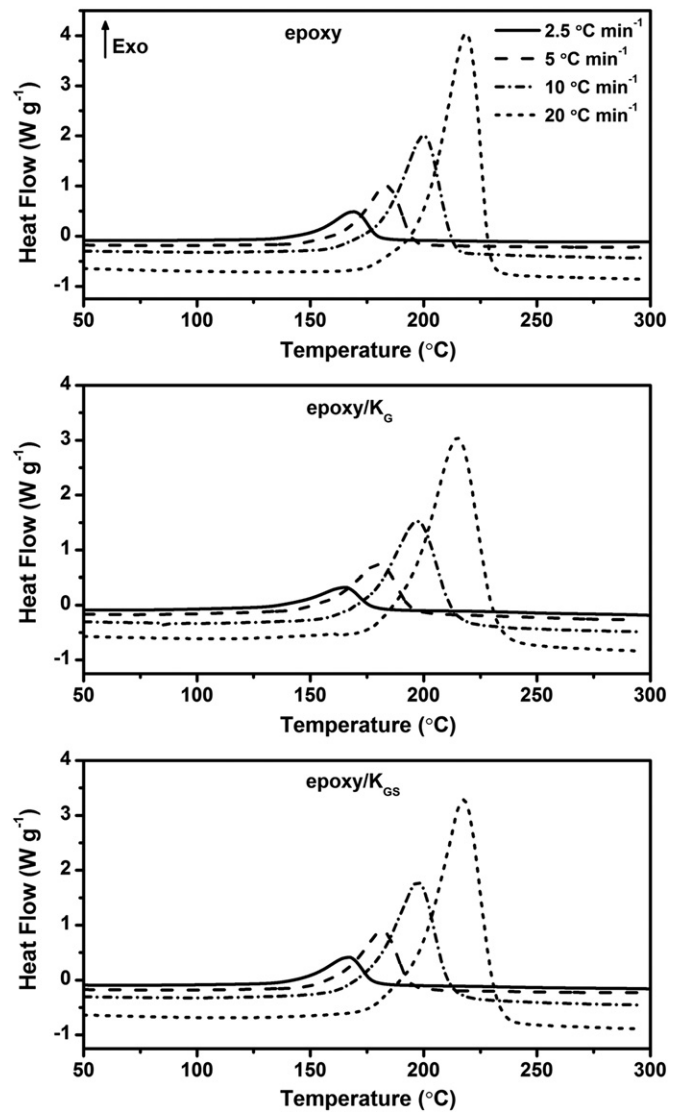 epoxy
Exo
2.5 °C min⁻¹
5 °C min⁻¹
10 °C min⁻¹
20 °C min⁻¹
4
3
2
1
0
-1
Heat Flow (W g⁻¹)
50 100 150 200 250 300
Temperature (°C)
epoxy/K_G
4
3
2
1
0
-1
Heat Flow (W g⁻¹)
50 100 150 200 250 300
Temperature (°C)
epoxy/K_GS
4
3
2
1
0
-1
Heat Flow (W g⁻¹)
50 100 150 200 250 300
Temperature (°C)